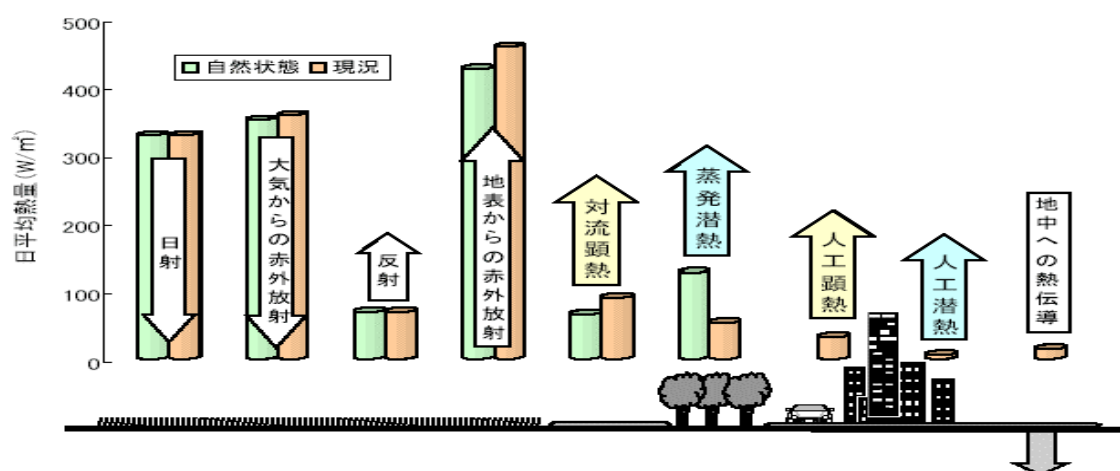 500
400
300
200
100
0
日平均熱量(W/㎡)
自然状態 現況
日射
大気からの赤外放射
反射
地表からの赤外放射
対流顕熱
蒸発潜熱
人工顕熱
人工潜熱
地中への熱伝導